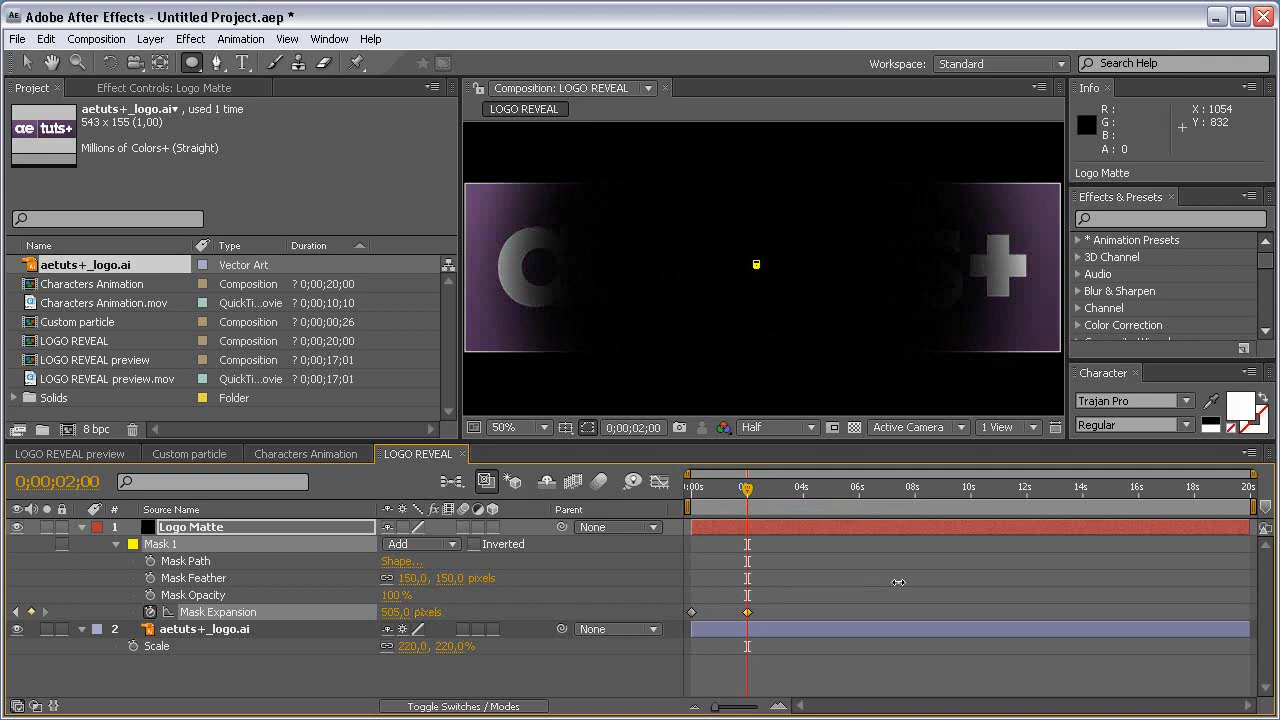 Adobe After Effects - Untitled Project.aep *
File Edit Composition Layer Effect Animation View Window Help
Workspace: Standard Search Help
Project Effect Controls: Logo Matte
aetuts+_logo.ai▾ , used 1 time
543 x 155 (1,00)
Millions of Colors+ (Straight)
ae tuts+
Name Type Duration
aetuts+_logo.ai Vector Art
Characters Animation Composition ? 0;00;20;00
Characters Animation.mov QuickTi...ovie ? 0;00;10;10
Custom particle Composition ? 0;00;00;26
LOGO REVEAL Composition ? 0;00;20;00
LOGO REVEAL preview Composition ? 0;00;17;01
LOGO REVEAL preview.mov QuickTi...ovie ? 0;00;17;01
Solids Folder
8 bpc
Composition: LOGO REVEAL
LOGO REVEAL
50% 0;00;02;00 Half Active Camera 1 View
Info
R: X: 1054
G: Y: 832
B:
A: 0
Logo Matte
Effects & Presets
* Animation Presets
3D Channel
Audio
Blur & Sharpen
Channel
Color Correction
Character
Trajan Pro
Regular
LOGO REVEAL preview Custom particle Characters Animation LOGO REVEAL
0;00;02;00
:00s 04s 06s 08s 10s 12s 14s 16s 18s 20s
# Source Name Parent
1 Logo Matte None
Mask 1 Add Inverted
Mask Path Shape...
Mask Feather 150,0, 150,0 pixels
Mask Opacity 100%
Mask Expansion 505,0 pixels
2 aetuts+_logo.ai None
Scale 220,0, 220,0%
Toggle Switches / Modes